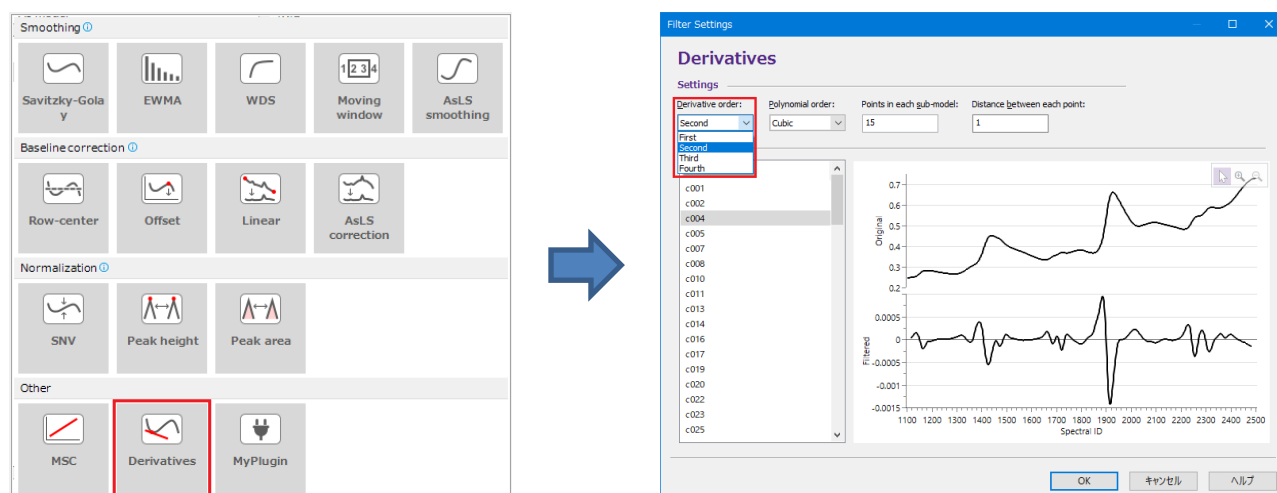 Smoothing
Savitzky-Gola
y
EWMA
WDS
1 2 3 4
Moving
window
AsLS
smoothing
Baseline correction
Row-center
Offset
Linear
AsLS
correction
Normalization
SNV
Peak height
Peak area
Other
MSC
Derivatives
MyPlugin
Filter Settings
Derivatives
Settings
Derivative order:
Polynomial order:
Points in each sub-model:
Distance between each point:
Second
Cubic
15
1
First
Second
Third
Fourth
c001
c002
c004
c005
c007
c008
c010
c011
c013
c014
c016
c017
c019
c020
c022
c023
c025
Original
0.7
0.6
0.5
0.4
0.3
0.2
Filtered
0.0005
0
-0.0005
-0.001
-0.0015
1100 1200 1300 1400 1500 1600 1700 1800 1900 2000 2100 2200 2300 2400 2500
Spectral ID
OK
キャンセル
ヘルプ